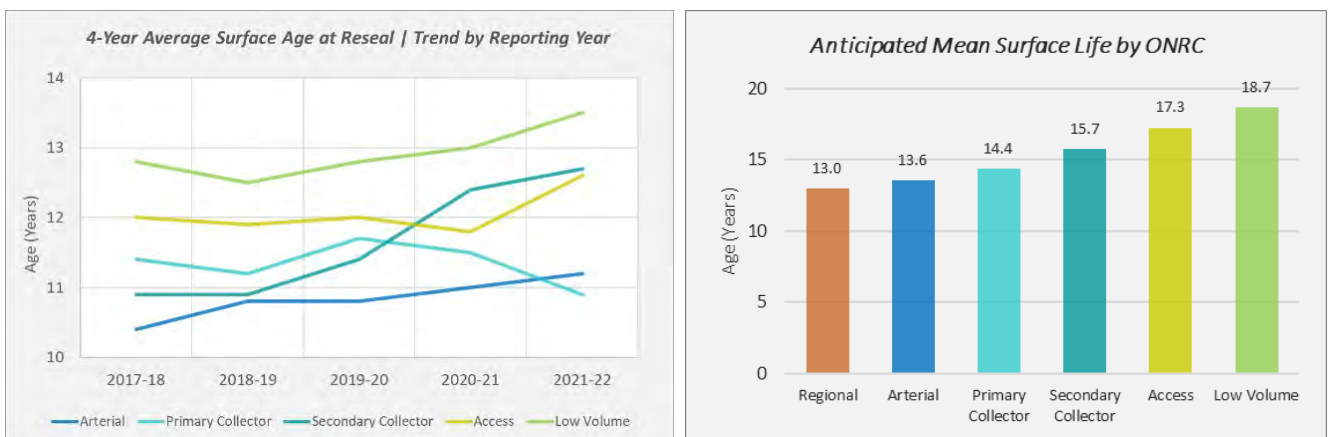 4-Year Average Surface Age at Reseal | Trend by Reporting Year
Age (Years)
14
13
12
11
10
2017-18 2018-19 2019-20 2020-21 2021-22
Arterial Primary Collector Secondary Collector Access Low Volume
Anticipated Mean Surface Life by ONRC
Age (Years)
20
15
10
5
0
13.0 13.6 14.4 15.7 17.3 18.7
Regional Arterial Primary Secondary Access Low Volume
Collector Collector